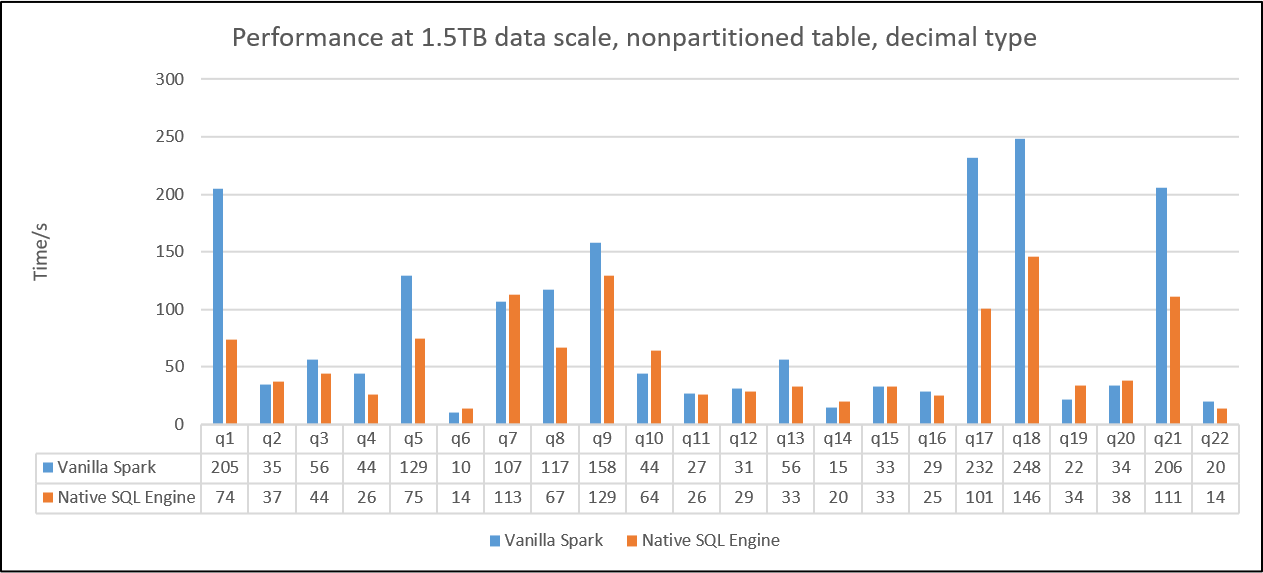 Performance at 1.5TB data scale, nonpartitioned table, decimal type
Time/s
300
250
200
150
100
50
0
q1 q2 q3 q4 q5 q6 q7 q8 q9 q10 q11 q12 q13 q14 q15 q16 q17 q18 q19 q20 q21 q22
Vanilla Spark 205 35 56 44 129 10 107 117 158 44 27 31 56 15 33 29 232 248 22 34 206 20
Native SQL Engine 74 37 44 26 75 14 113 67 129 64 26 29 33 20 33 25 101 146 34 38 111 14
Vanilla Spark Native SQL Engine